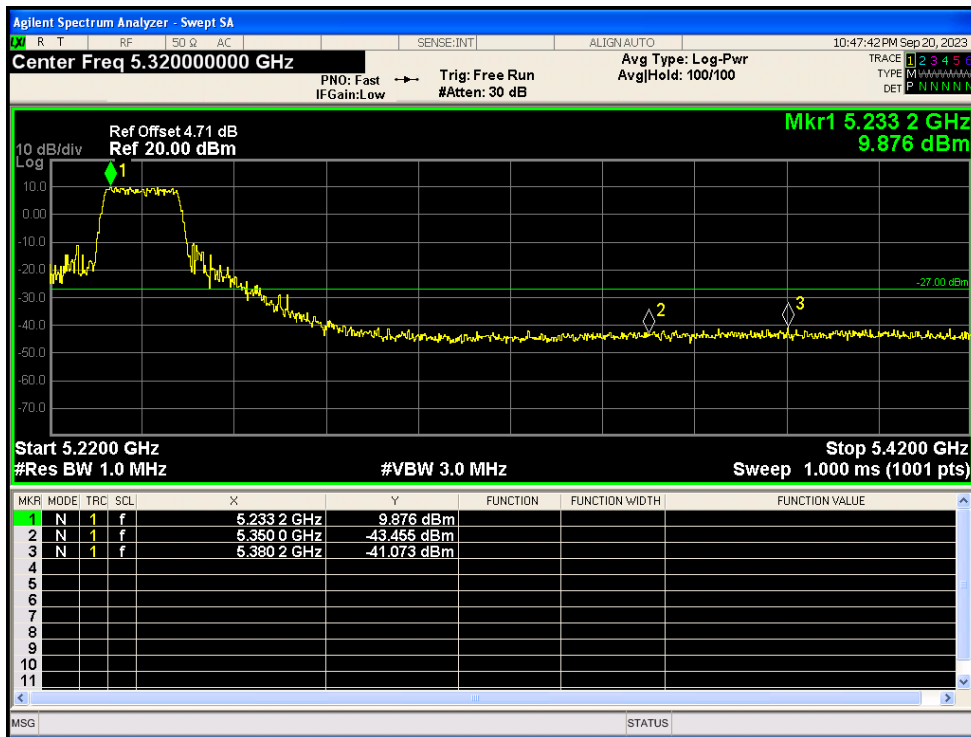 Agilent Spectrum Analyzer - Swept SA
LXI R T RF 50 Ω AC SENSE:INT ALIGN AUTO 10:47:42 PM Sep 20, 2023
Center Freq 5.320000000 GHz
PNO: Fast
IFGain:Low
Trig: Free Run
#Atten: 30 dB
Avg Type: Log-Pwr
Avg|Hold: 100/100
TRACE 1 2 3 4 5 6
TYPE M
DET P N N N N N
Mkr1 5.233 2 GHz
9.876 dBm
Ref Offset 4.71 dB
10 dB/div Ref 20.00 dBm
Log
1
10.0
0.00
-10.0
-20.0
-27.00 dBm
-30.0
2
3
-40.0
-50.0
-60.0
-70.0
Start 5.2200 GHz Stop 5.4200 GHz
#Res BW 1.0 MHz #VBW 3.0 MHz Sweep 1.000 ms (1001 pts)
MKR MODE TRC SCL X Y FUNCTION FUNCTION WIDTH FUNCTION VALUE
1 N 1 f 5.233 2 GHz 9.876 dBm
2 N 1 f 5.350 0 GHz -43.455 dBm
3 N 1 f 5.380 2 GHz -41.073 dBm
4
5
6
7
8
9
10
11
MSG STATUS